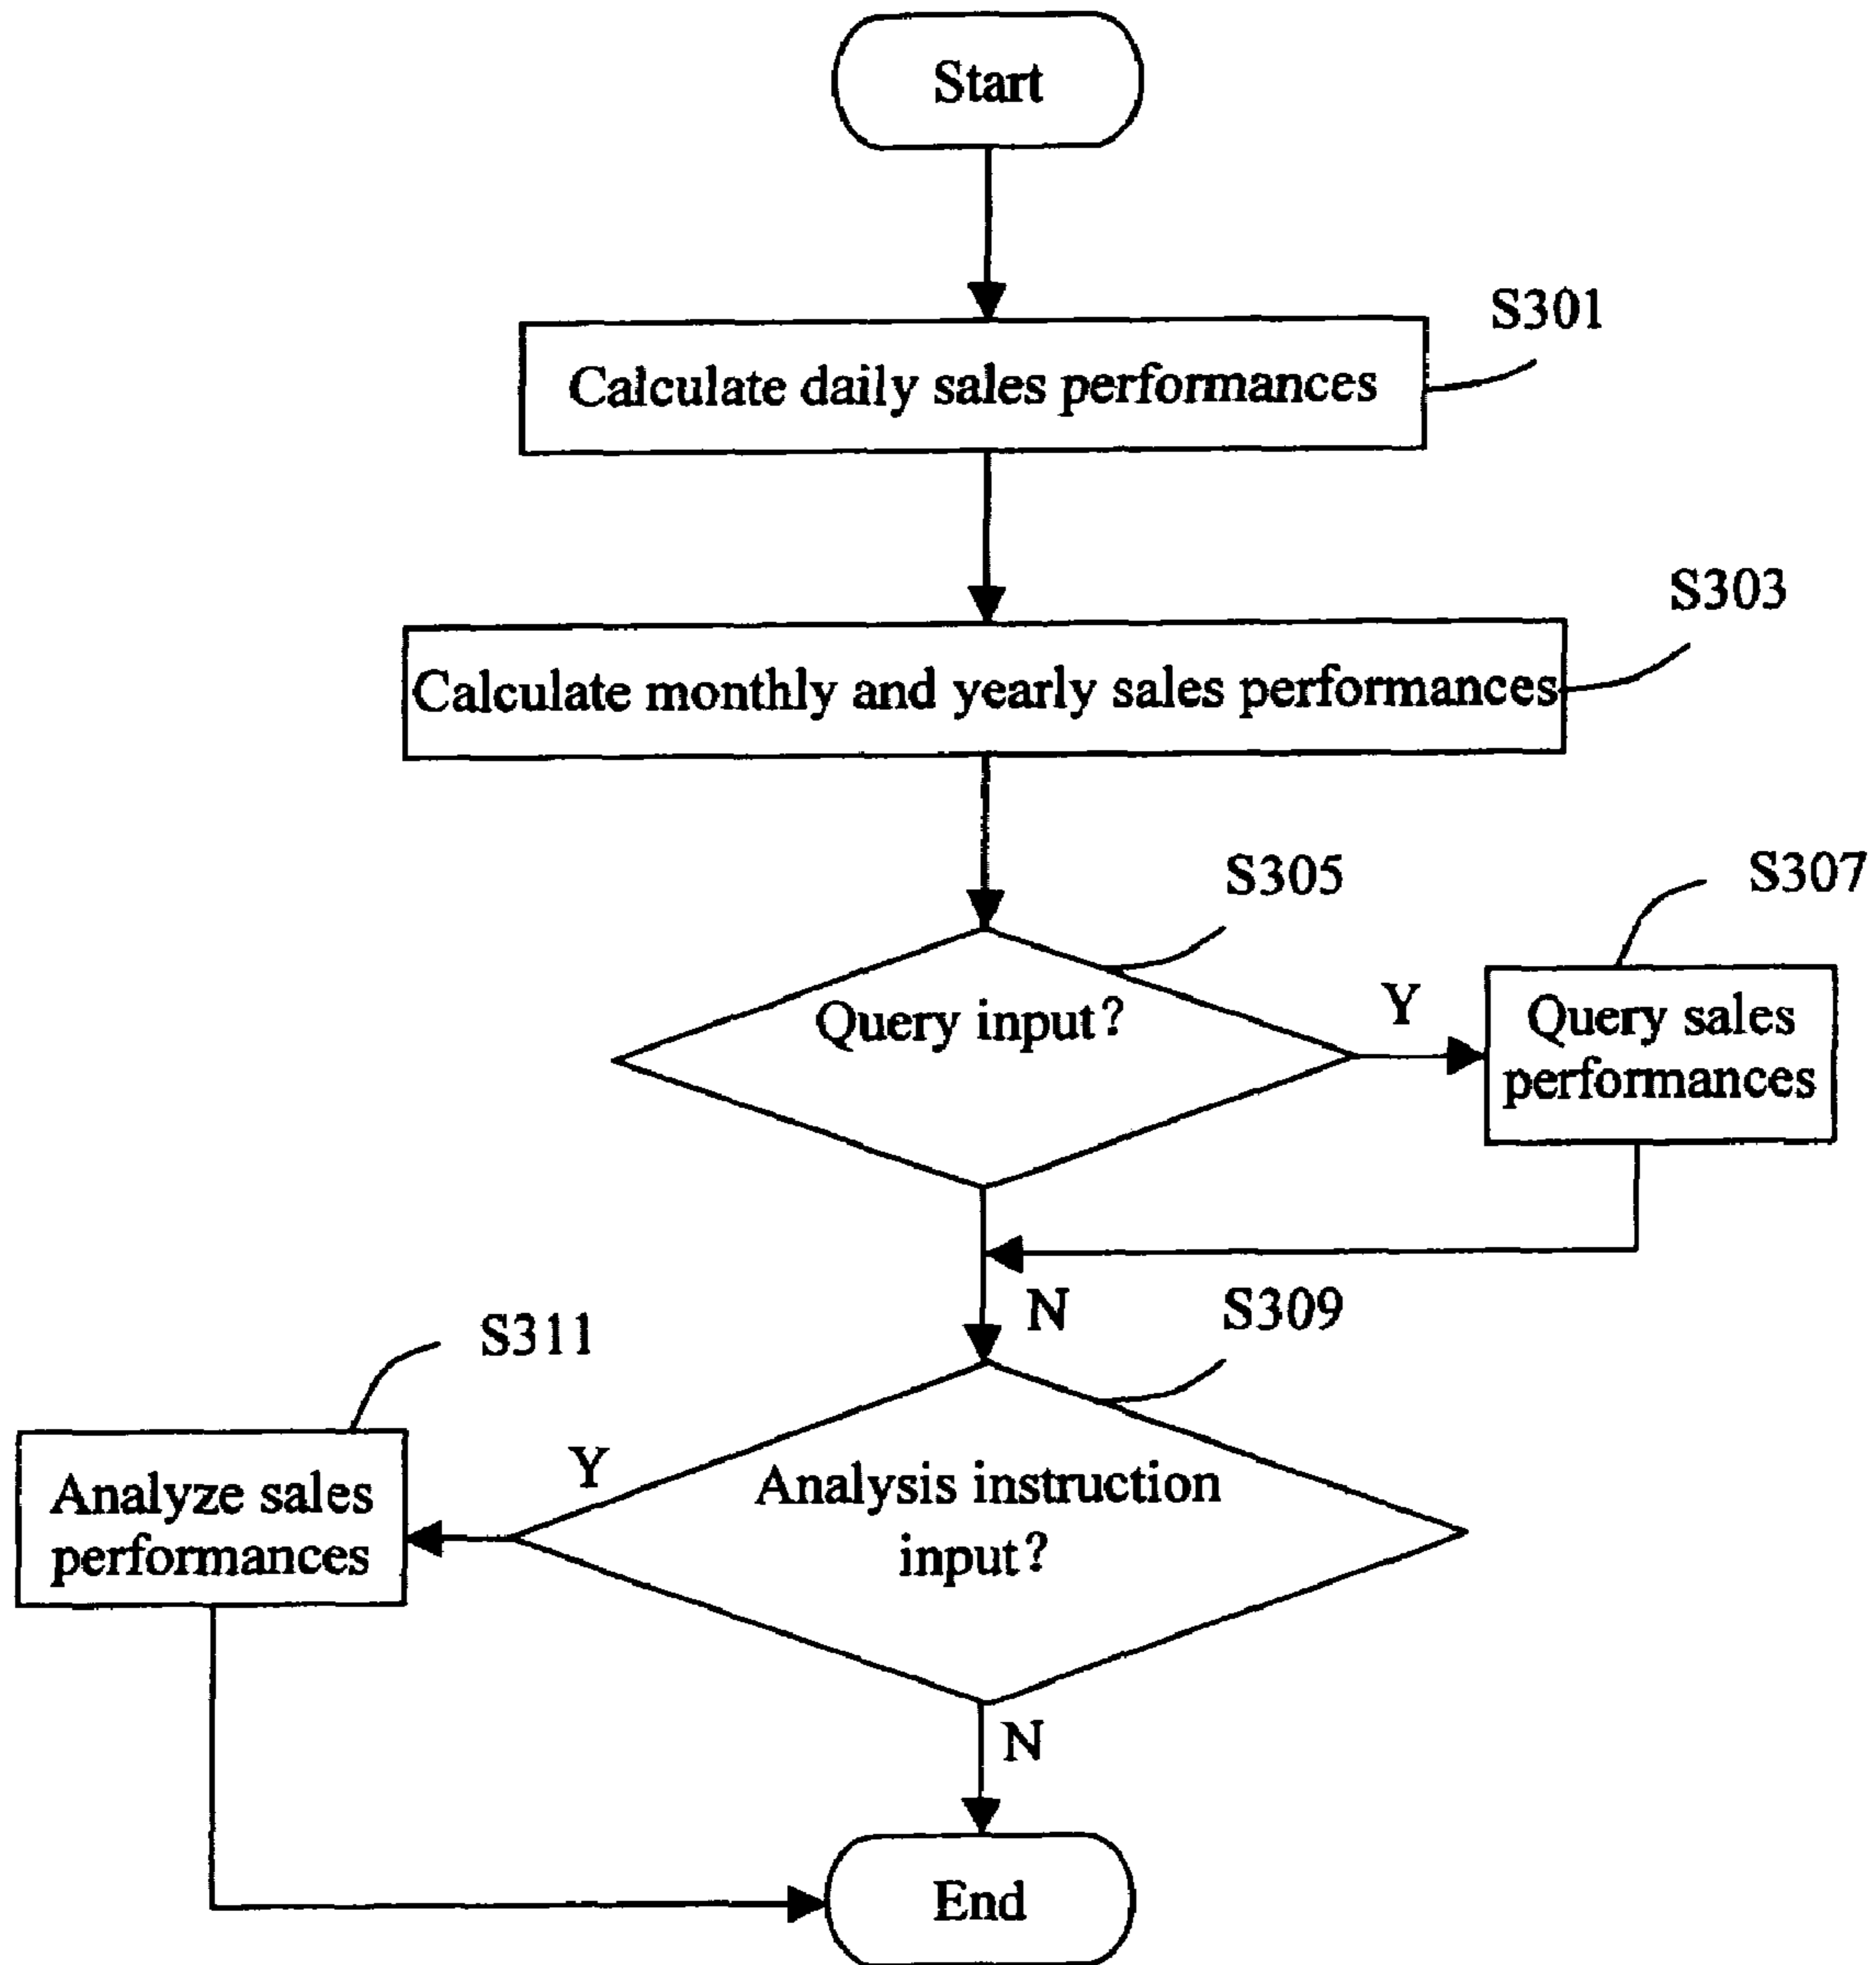 Start
S301
Calculate daily sales performances
S303
Calculate monthly and yearly sales performances
S305
S307
Query input?
Y
Query sales
performances
N
S309
S311
Y
Analysis instruction
input?
Analyze sales
performances
N
End